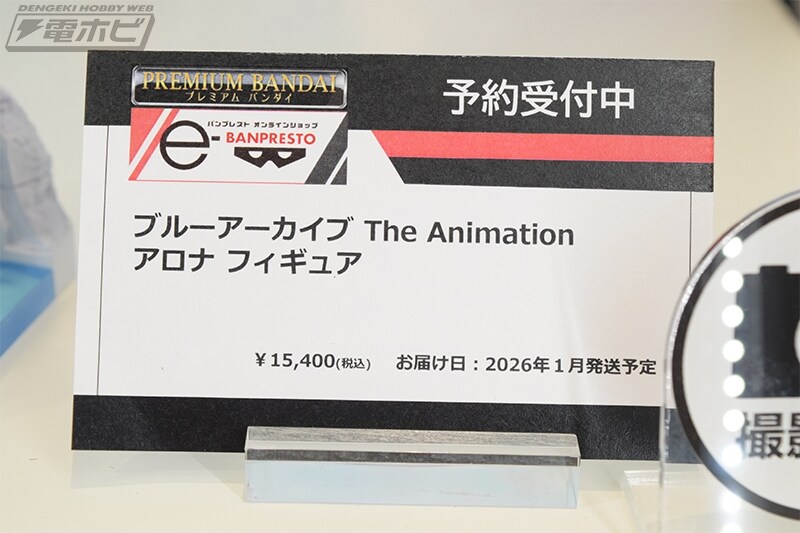 DENGEKI HOBBY WEB
電ホビ
PREMIUM BANDAI
プレミアム バンダイ
予約受付中
バンプレスト オンラインショップ
e-BANPRESTO
ブルーアーカイブ The Animation
アロナ フィギュア
￥15,400(税込) お届け日：2026年1月発送予定
撮影